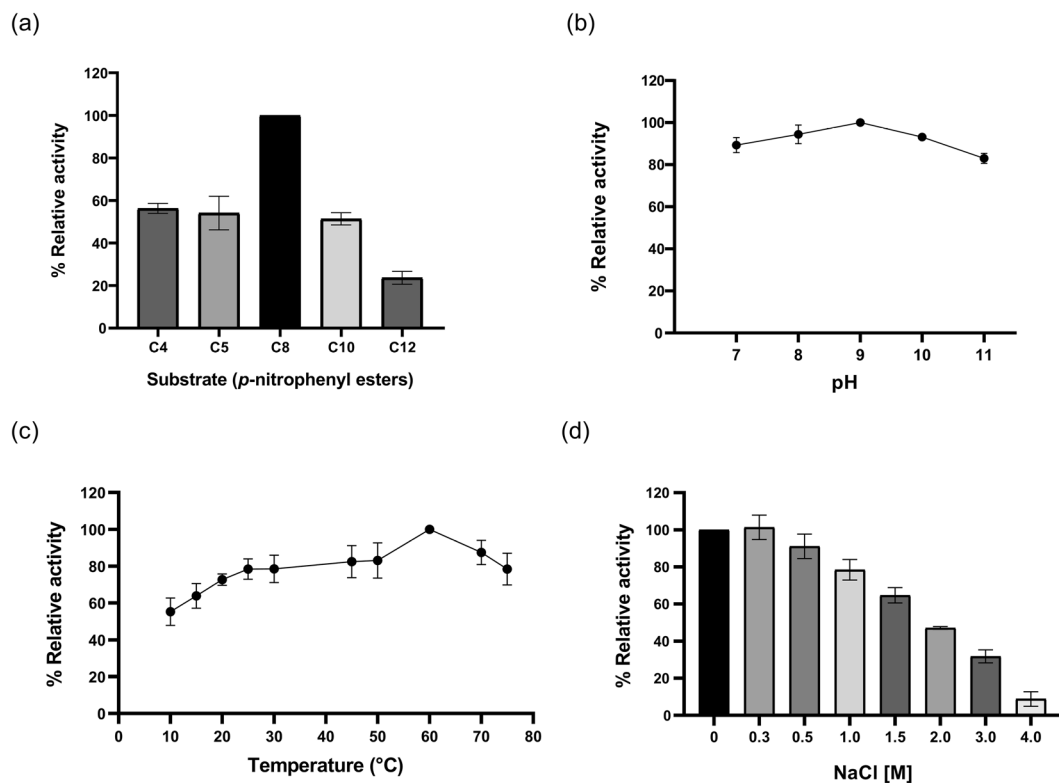 (a)
120
100
80
60
40
20
0
% Relative activity
C4 C5 C8 C10 C12
Substrate (p-nitrophenyl esters)
(b)
120
100
80
60
40
20
0
% Relative activity
7 8 9 10 11
pH
(c)
120
100
80
60
40
20
0
% Relative activity
0 10 20 30 40 50 60 70 80
Temperature (°C)
(d)
120
100
80
60
40
20
0
% Relative activity
0 0.3 0.5 1.0 1.5 2.0 3.0 4.0
NaCl [M]